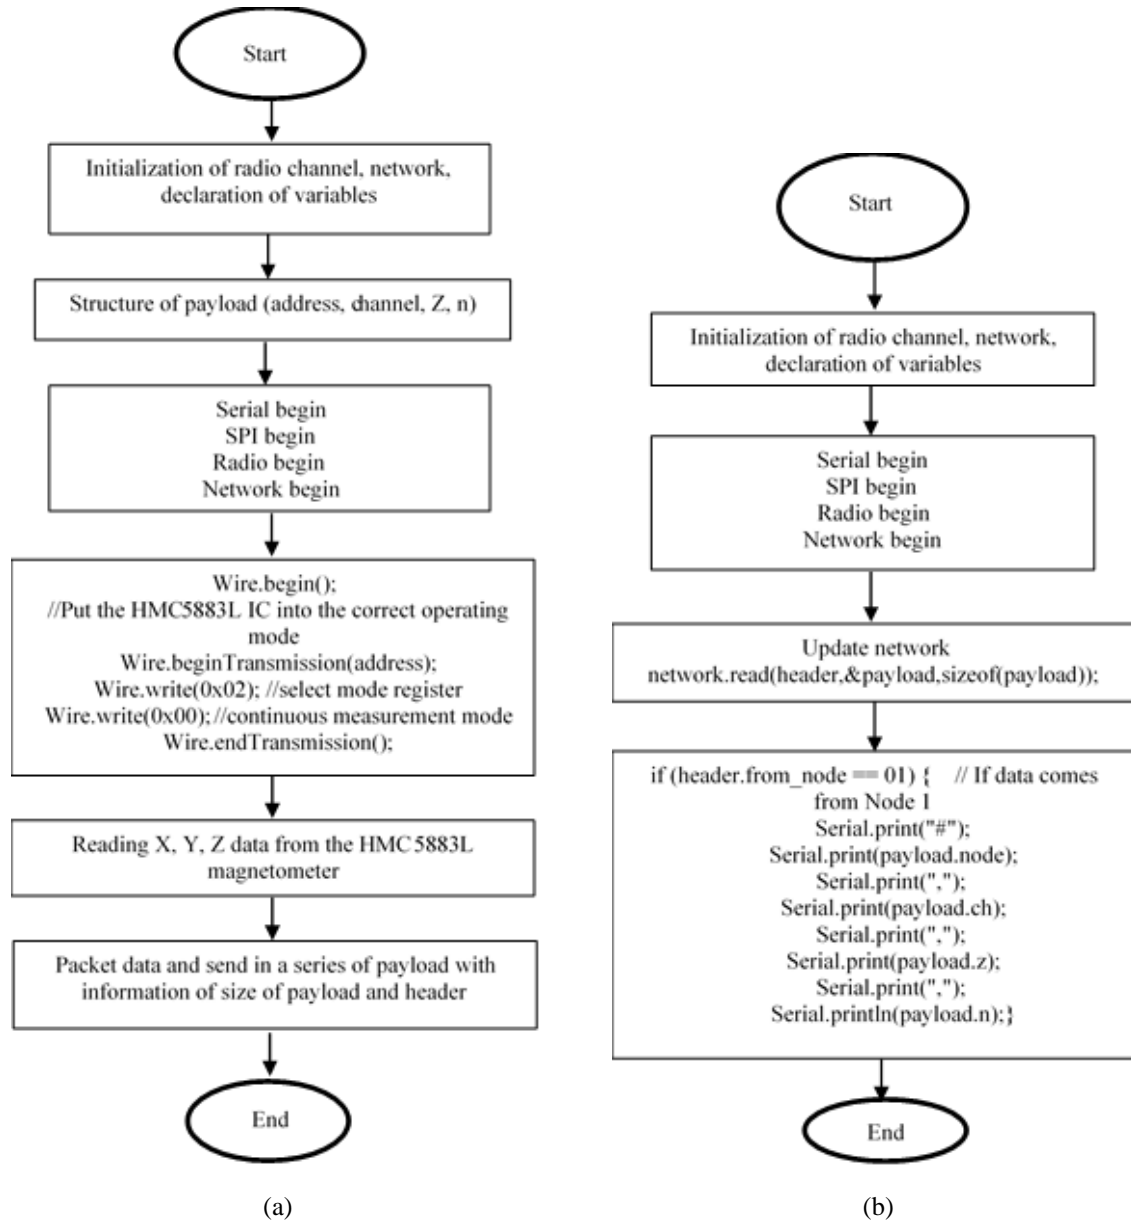 Start
Initialization of radio channel, network,
declaration of variables
Structure of payload (address, channel, Z, n)
Serial begin
SPI begin
Radio begin
Network begin
Wire.begin();
//Put the HMC5883L IC into the correct operating
mode
Wire.beginTransmission(address);
Wire.write(0x02); //select mode register
Wire.write(0x00); //continuous measurement mode
Wire.endTransmission();
Reading X, Y, Z data from the HMC5883L
magnetometer
Packet data and send in a series of payload with
information of size of payload and header
End
(a)
Start
Initialization of radio channel, network,
declaration of variables
Serial begin
SPI begin
Radio begin
Network begin
Update network
network.read(header,&payload,sizeof(payload));
if (header.from_node == 01) { // If data comes
from Node 1
Serial.print("#");
Serial.print(payload.node);
Serial.print(",");
Serial.print(payload.ch);
Serial.print(",");
Serial.print(payload.z);
Serial.print(",");
Serial.println(payload.n);}
End
(b)